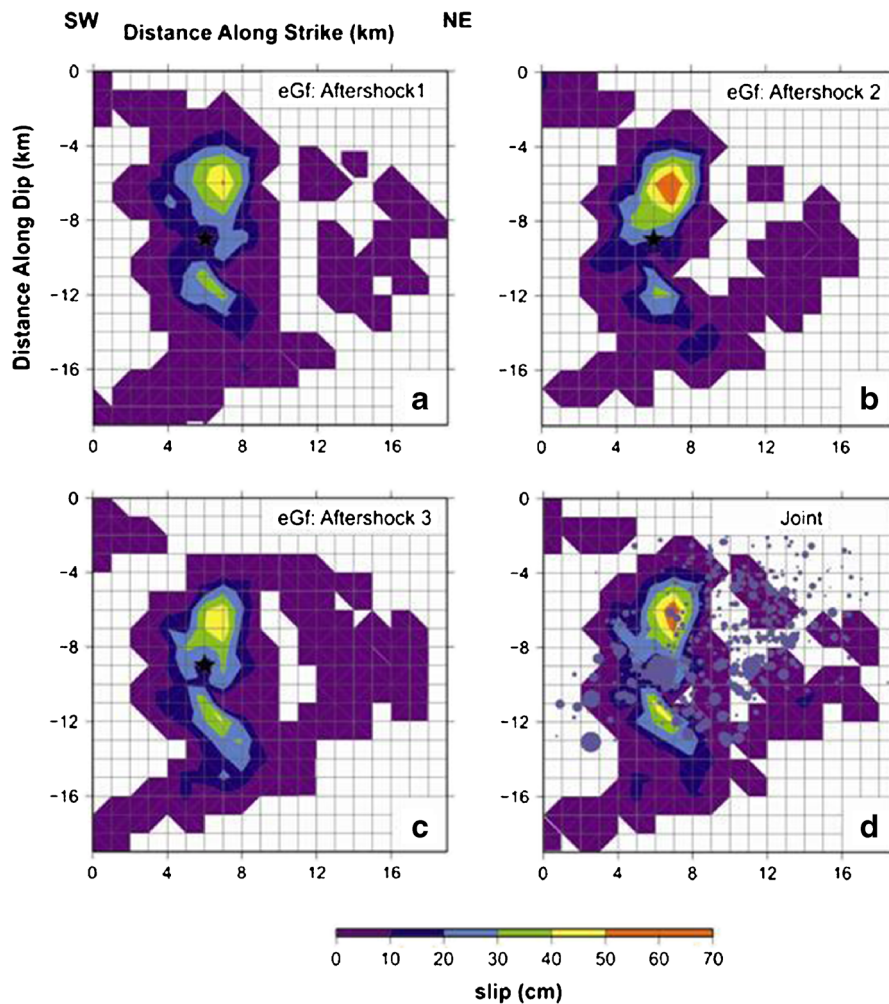 SW
NE
Distance Along Strike (km)
Distance Along Dip (km)
eGf: Aftershock1
0
-4
-8
-12
-16
a
0 4 8 12 16
eGf: Aftershock 2
0
-4
-8
-12
-16
b
0 4 8 12 16
eGf: Aftershock 3
0
-4
-8
-12
-16
c
0 4 8 12 16
Joint
0
-4
-8
-12
-16
d
0 4 8 12 16
0 10 20 30 40 50 60 70
slip (cm)